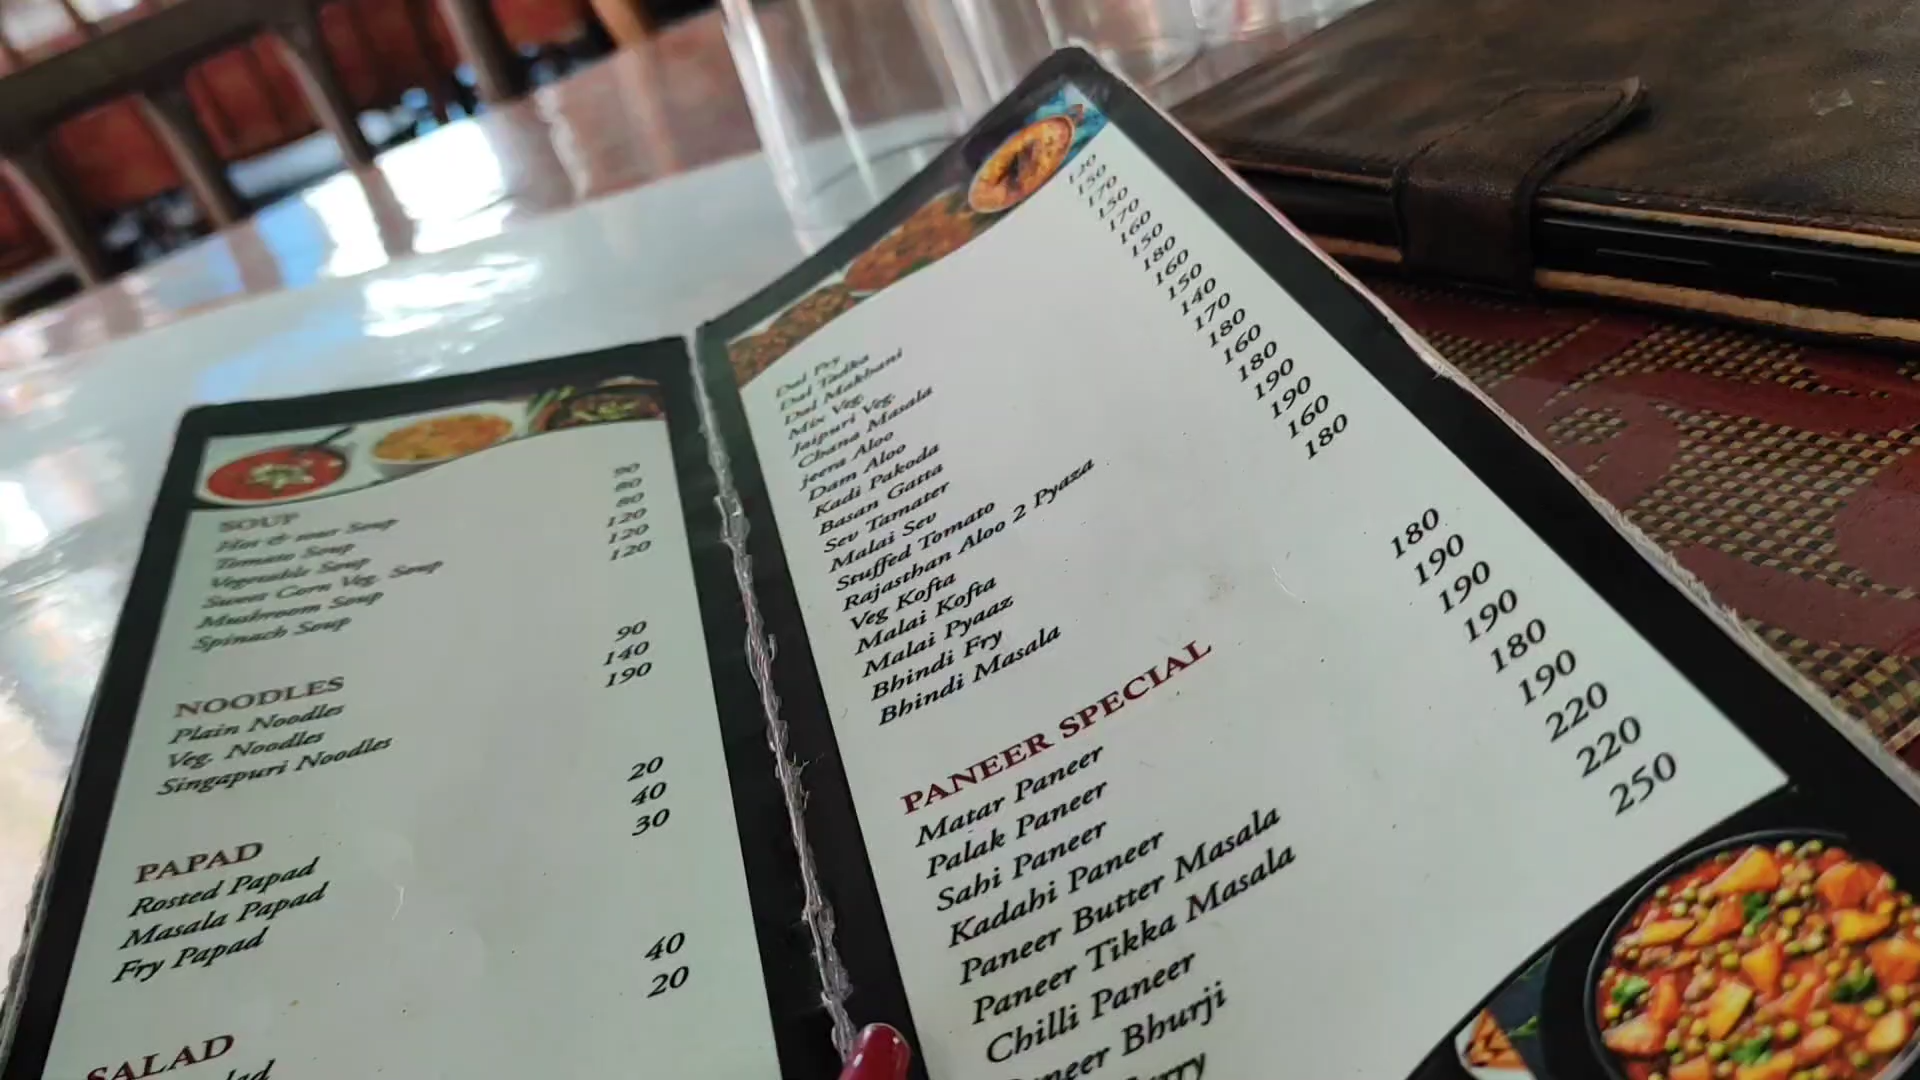 SOUP
Hot & sour Soup 90
Tomato Soup 80
Vegetable Soup 80
Sweet Corn Veg. Soup 120
Mushroom Soup 120
Spinach Soup 120
NOODLES
Plain Noodles 90
Veg. Noodles 140
Singapuri Noodles 190
PAPAD
Rosted Papad 20
Masala Papad 40
Fry Papad 30
SALAD
40
20
Dal Fry 120
Dal Tadka 150
Dal Makhani 170
Mix Veg. 150
Jaipuri Veg. 170
Chana Masala 160
jeera Aloo 150
Dam Aloo 180
Kadi Pakoda 160
Basan Gatta 150
Sev Tamater 140
Malai Sev 170
Stuffed Tomato 180
Rajasthan Aloo 2 Pyaza 160
Veg Kofta 180
Malai Kofta 190
Malai Pyaaz 190
Bhindi Fry 160
Bhindi Masala 180
PANEER SPECIAL
Matar Paneer 180
Palak Paneer 190
Sahi Paneer 190
Kadahi Paneer 190
Paneer Butter Masala 180
Paneer Tikka Masala 190
Chilli Paneer 220
Bhurji 220
250